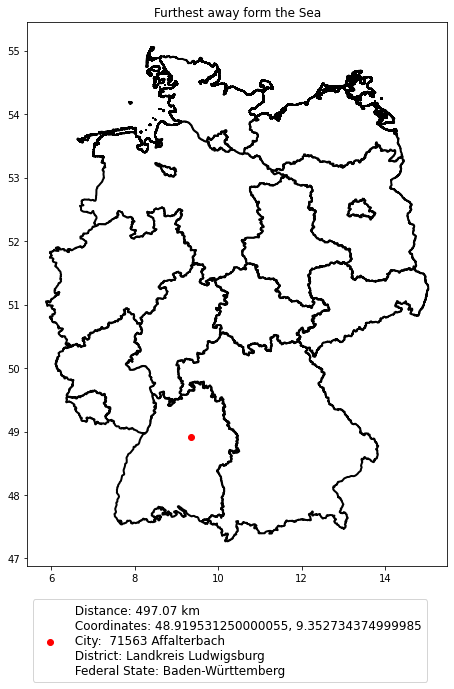 Furthest away form the Sea
55
54
53
52
51
50
49
48
47
6
8
10
12
14
Distance: 497.07 km
Coordinates: 48.919531250000055, 9.352734374999985
City:  71563 Affalterbach
District: Landkreis Ludwigsburg
Federal State: Baden-Württemberg